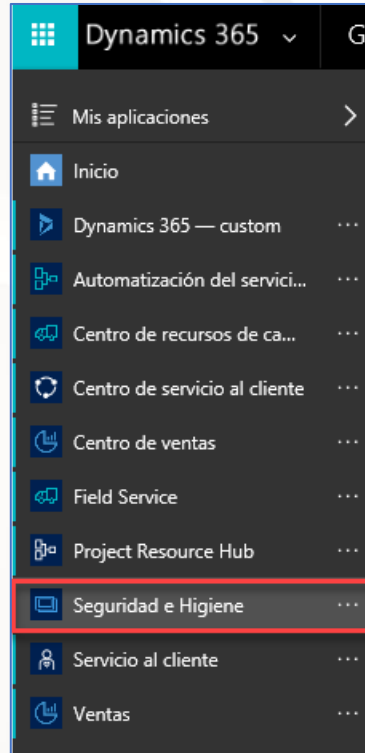 Dynamics 365 G
Mis aplicaciones
Inicio
Dynamics 365 — custom
Automatización del servici...
Centro de recursos de ca...
Centro de servicio al cliente
Centro de ventas
Field Service
Project Resource Hub
Seguridad e Higiene
Servicio al cliente
Ventas